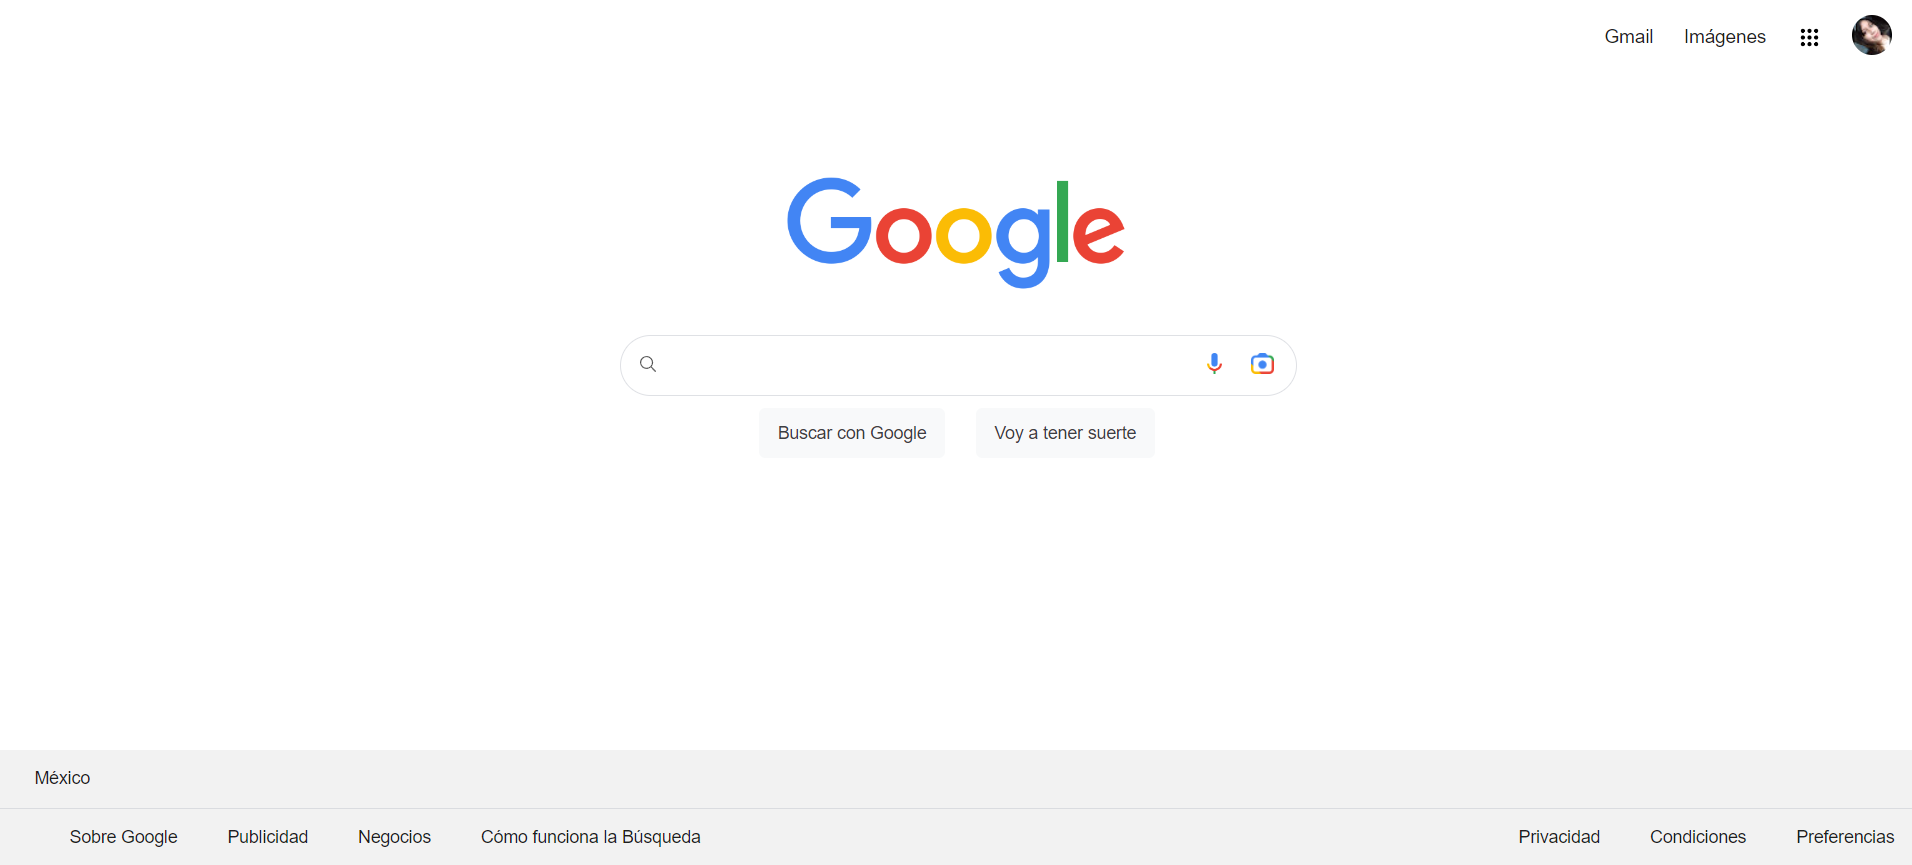 Gmail Imágenes
Google
Buscar con Google Voy a tener suerte
México
Sobre Google Publicidad Negocios Cómo funciona la Búsqueda Privacidad Condiciones Preferencias